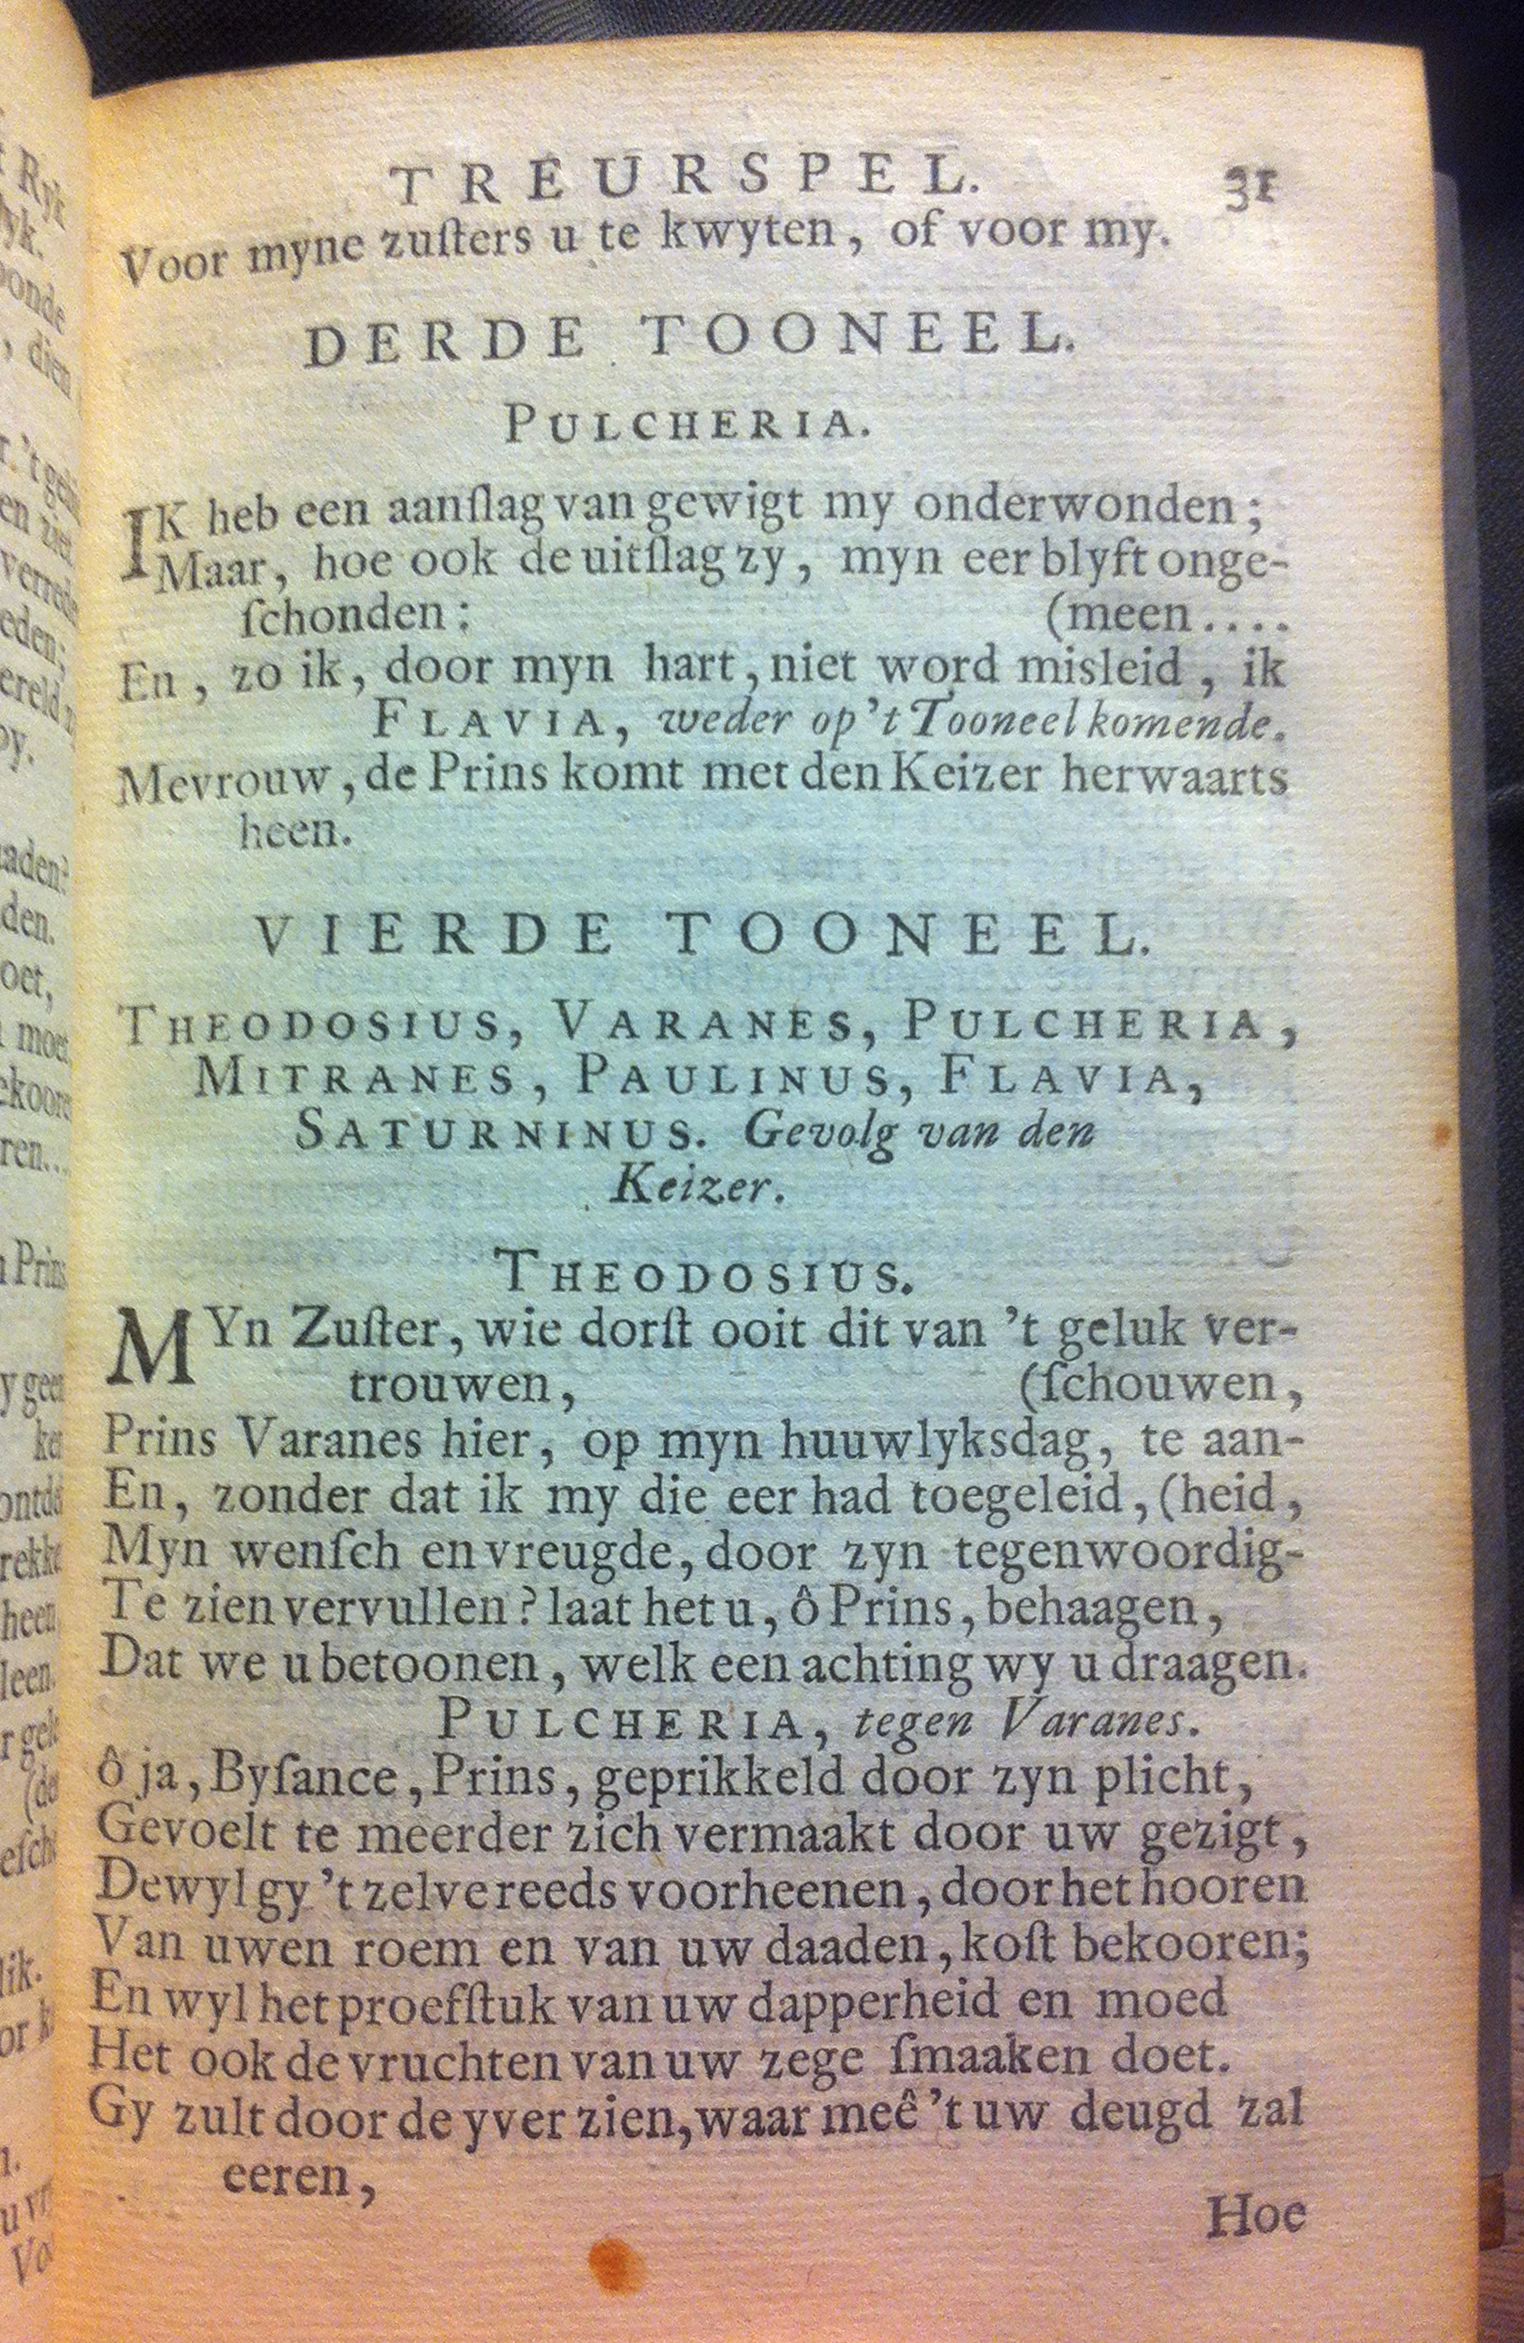 TREURSPEL. 31
Voor myne zuſters u te kwyten, of voor my.
DERDE TOONEEL.
PULCHERIA.
IK heb een aanſlag van gewigt my onderwonden;
Maar, hoe ook de uitſlag zy, myn eer blyft onge-
ſchonden: (meen....
En, zo ik, door myn hart, niet word misleid, ik
FLAVIA, weder op 't Tooneel komende.
Mevrouw, de Prins komt met den Keizer herwaarts
heen.
VIERDE TOONEEL.
THEODOSIUS, VARANES, PULCHERIA,
MITRANES, PAULINUS, FLAVIA,
SATURNINUS. Gevolg van den
Keizer.
THEODOSIUS.
MYn Zuſter, wie dorſt ooit dit van 't geluk ver-
trouwen, (ſchouwen,
Prins Varanes hier, op myn huuwlyksdag, te aan-
En, zonder dat ik my die eer had toegeleid, (heid,
Myn wenſch en vreugde, door zyn tegenwoordig-
Te zien vervullen? laat het u, ô Prins, behaagen,
Dat we u betoonen, welk een achting wy u draagen.
PULCHERIA, tegen Varanes.
ô ja, Byſance, Prins, geprikkeld door zyn plicht,
Gevoelt te meerder zich vermaakt door uw gezigt,
Dewyl gy 't zelve reeds voorheenen, door het hooren
Van uwen roem en van uw daaden, koſt bekooren;
En wyl het proefſtuk van uw dapperheid en moed
Het ook de vruchten van uw zege ſmaaken doet.
Gy zult door de yver zien, waar meê 't uw deugd zal
eeren,
Hoe